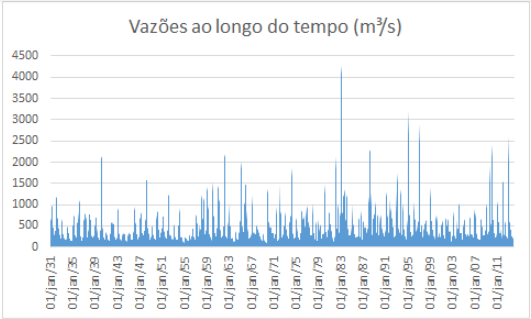 Vazões ao longo do tempo (m³/s)
4500
4000
3500
3000
2500
2000
1500
1000
500
0
01/jan/31
01/jan/35
01/jan/39
01/jan/43
01/jan/47
01/jan/51
01/jan/55
01/jan/59
01/jan/63
01/jan/67
01/jan/71
01/jan/75
01/jan/79
01/jan/83
01/jan/87
01/jan/91
01/jan/95
01/jan/99
01/jan/03
01/jan/07
01/jan/11